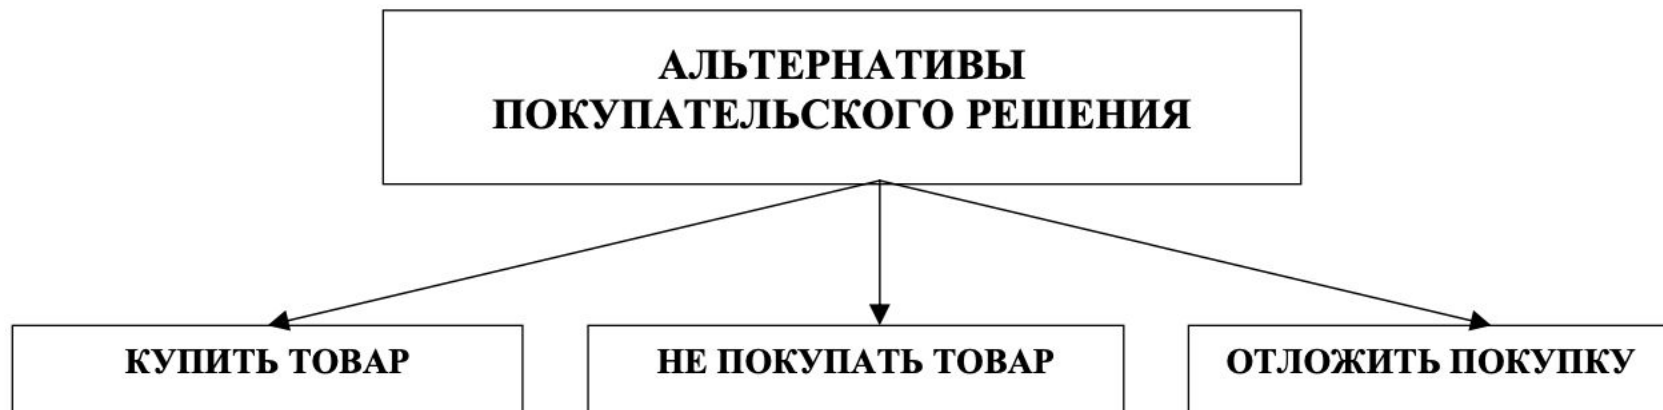 АЛЬТЕРНАТИВЫ
ПОКУПАТЕЛЬСКОГО РЕШЕНИЯ
КУПИТЬ ТОВАР
НЕ ПОКУПАТЬ ТОВАР
ОТЛОЖИТЬ ПОКУПКУ